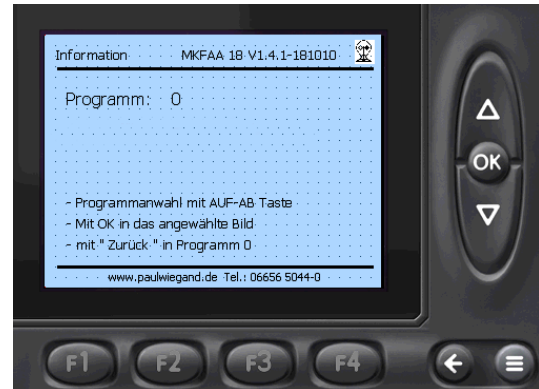 Information MKFAA 18 V1.4.1-181010
Programm: 0
- Programmanwahl mit AUF-AB Taste
- Mit OK in das angewählte Bild
- mit " Zurück " in Programm 0
www.paulwiegand.de Tel.: 06656 5044-0
OK
F1 F2 F3 F4